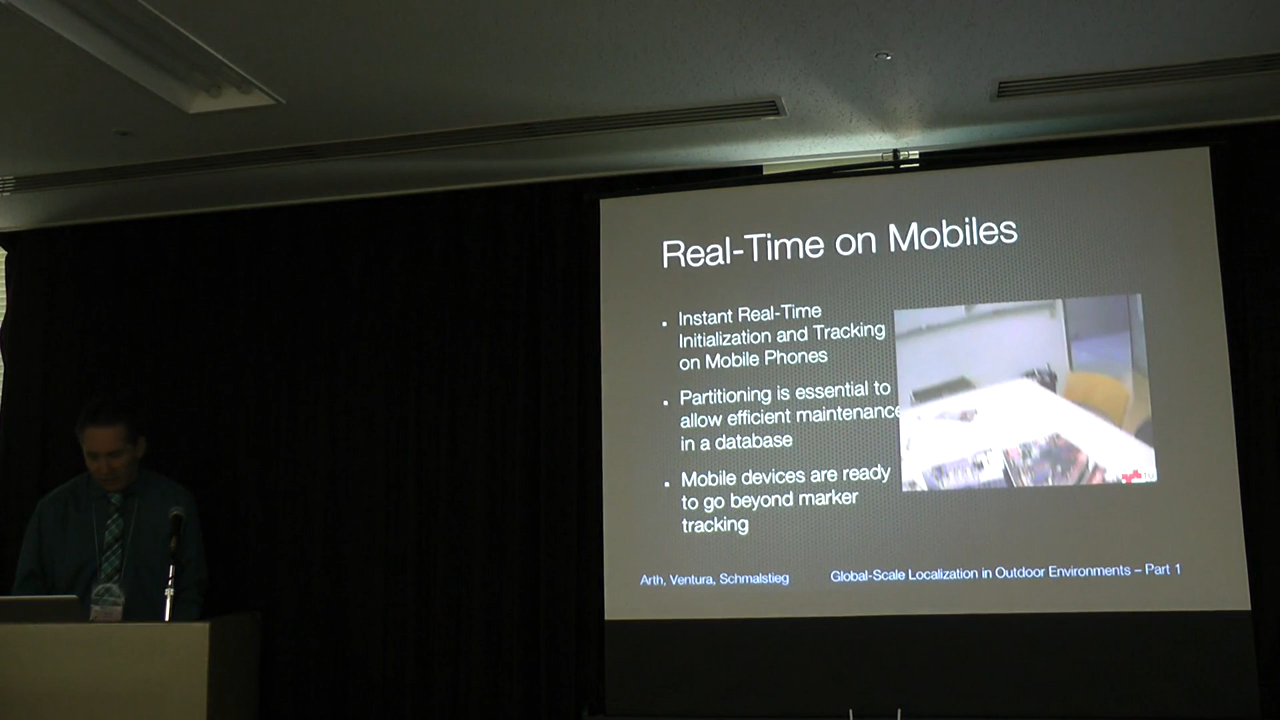 Real-Time on Mobiles
Instant Real-Time
Initialization and Tracking
on Mobile Phones
Partitioning is essential to
allow efficient maintenance
in a database
Mobile devices are ready
to go beyond marker
tracking
Arth, Ventura, Schmalstieg
Global-Scale Localization in Outdoor Environments – Part 1